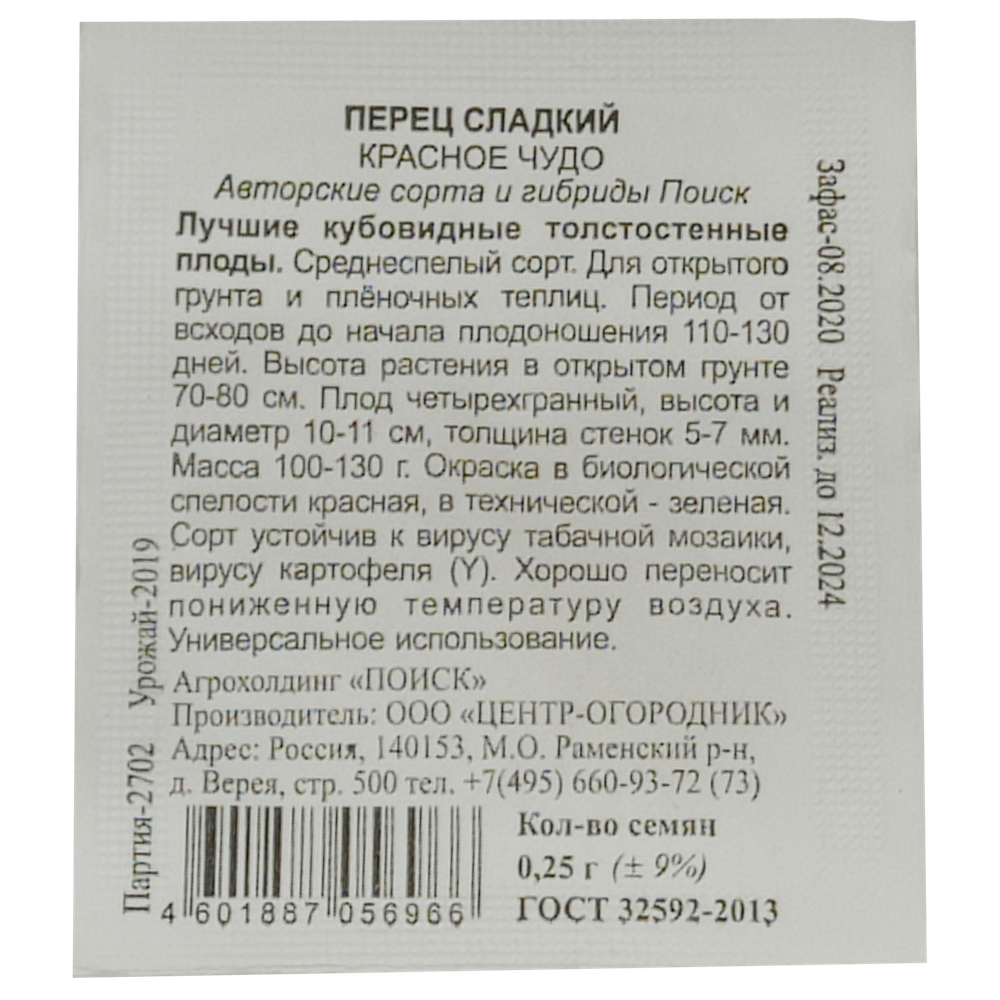 ПЕРЕЦ СЛАДКИЙ
КРАСНОЕ ЧУДО
Авторские сорта и гибриды Поиск
Лучшие кубовидные толстостенные
плоды. Среднеспелый сорт. Для открытого
грунта и плёночных теплиц. Период от
всходов до начала плодоношения 110-130
дней. Высота растения в открытом грунте
70-80 см. Плод четырехгранный, высота и
диаметр 10-11 см, толщина стенок 5-7 мм.
Масса 100-130 г. Окраска в биологической
спелости красная, в технической - зеленая.
Сорт устойчив к вирусу табачной мозаики,
вирусу картофеля (Y). Хорошо переносит
пониженную температуру воздуха.
Универсальное использование.
Агрохолдинг «ПОИСК»
Производитель: ООО «ЦЕНТР-ОГОРОДНИК»
Адрес: Россия, 140153, М.О. Раменский р-н,
д. Верея, стр. 500 тел. +7(495) 660-93-72 (73)
Кол-во семян
0,25 г (± 9%)
ГОСТ 32592-2013
4 601887 056966
Партия-2702 Урожай-2019
Зафас-08.2020 Реализ. до 12.2024